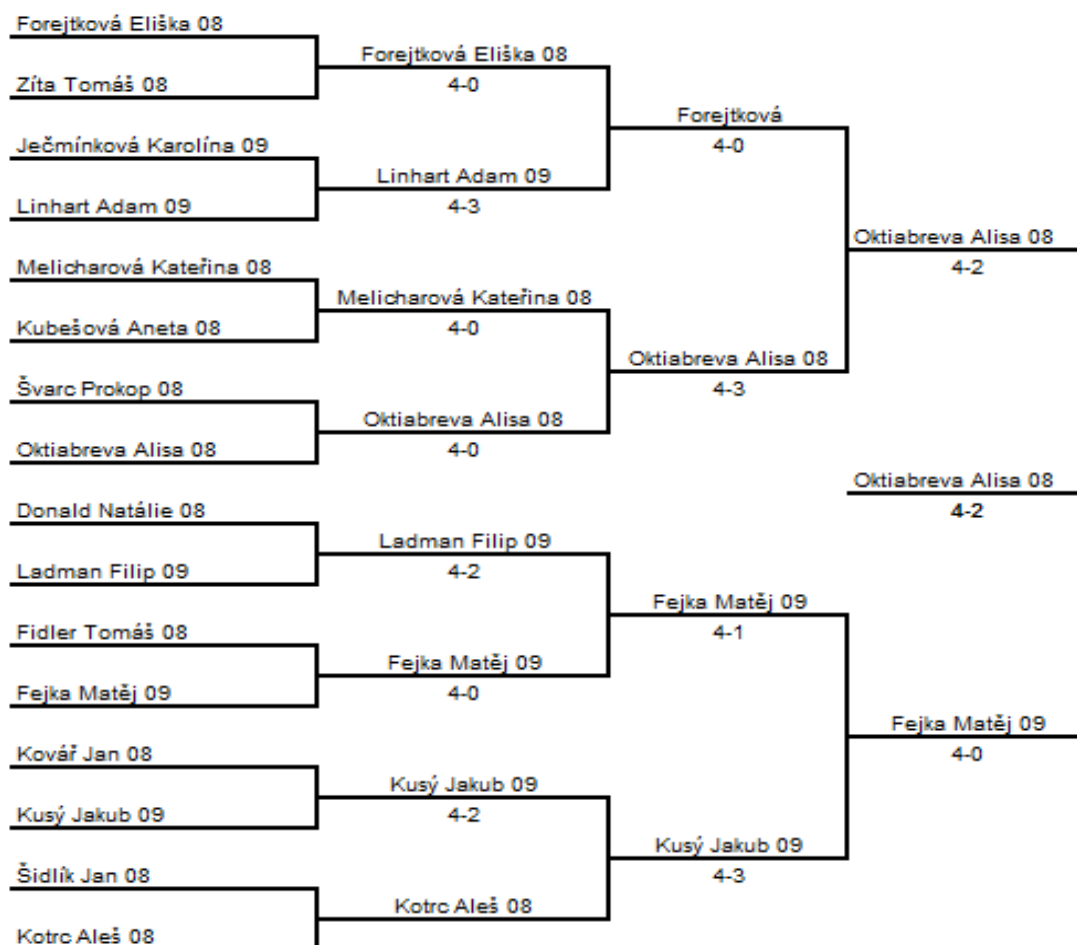 Forejtková Eliška 08
Zíta Tomáš 08
Ječmínková Karolína 09
Linhart Adam 09
Melicharová Kateřina 08
Kubešová Aneta 08
Švarc Prokop 08
Oktiabreva Alisa 08
Donald Natálie 08
Ladman Filip 09
Fidler Tomáš 08
Fejka Matěj 09
Kovář Jan 08
Kusý Jakub 09
Šidlík Jan 08
Kotrc Aleš 08
Forejtková Eliška 08
4-0
Linhart Adam 09
4-3
Melicharová Kateřina 08
4-0
Oktiabreva Alisa 08
4-0
Ladman Filip 09
4-2
Fejka Matěj 09
4-0
Kusý Jakub 09
4-2
Kotrc Aleš 08
Forejtková
4-0
Oktiabreva Alisa 08
4-3
Fejka Matěj 09
4-1
Kusý Jakub 09
4-3
Oktiabreva Alisa 08
4-2
Oktiabreva Alisa 08
4-2
Fejka Matěj 09
4-0